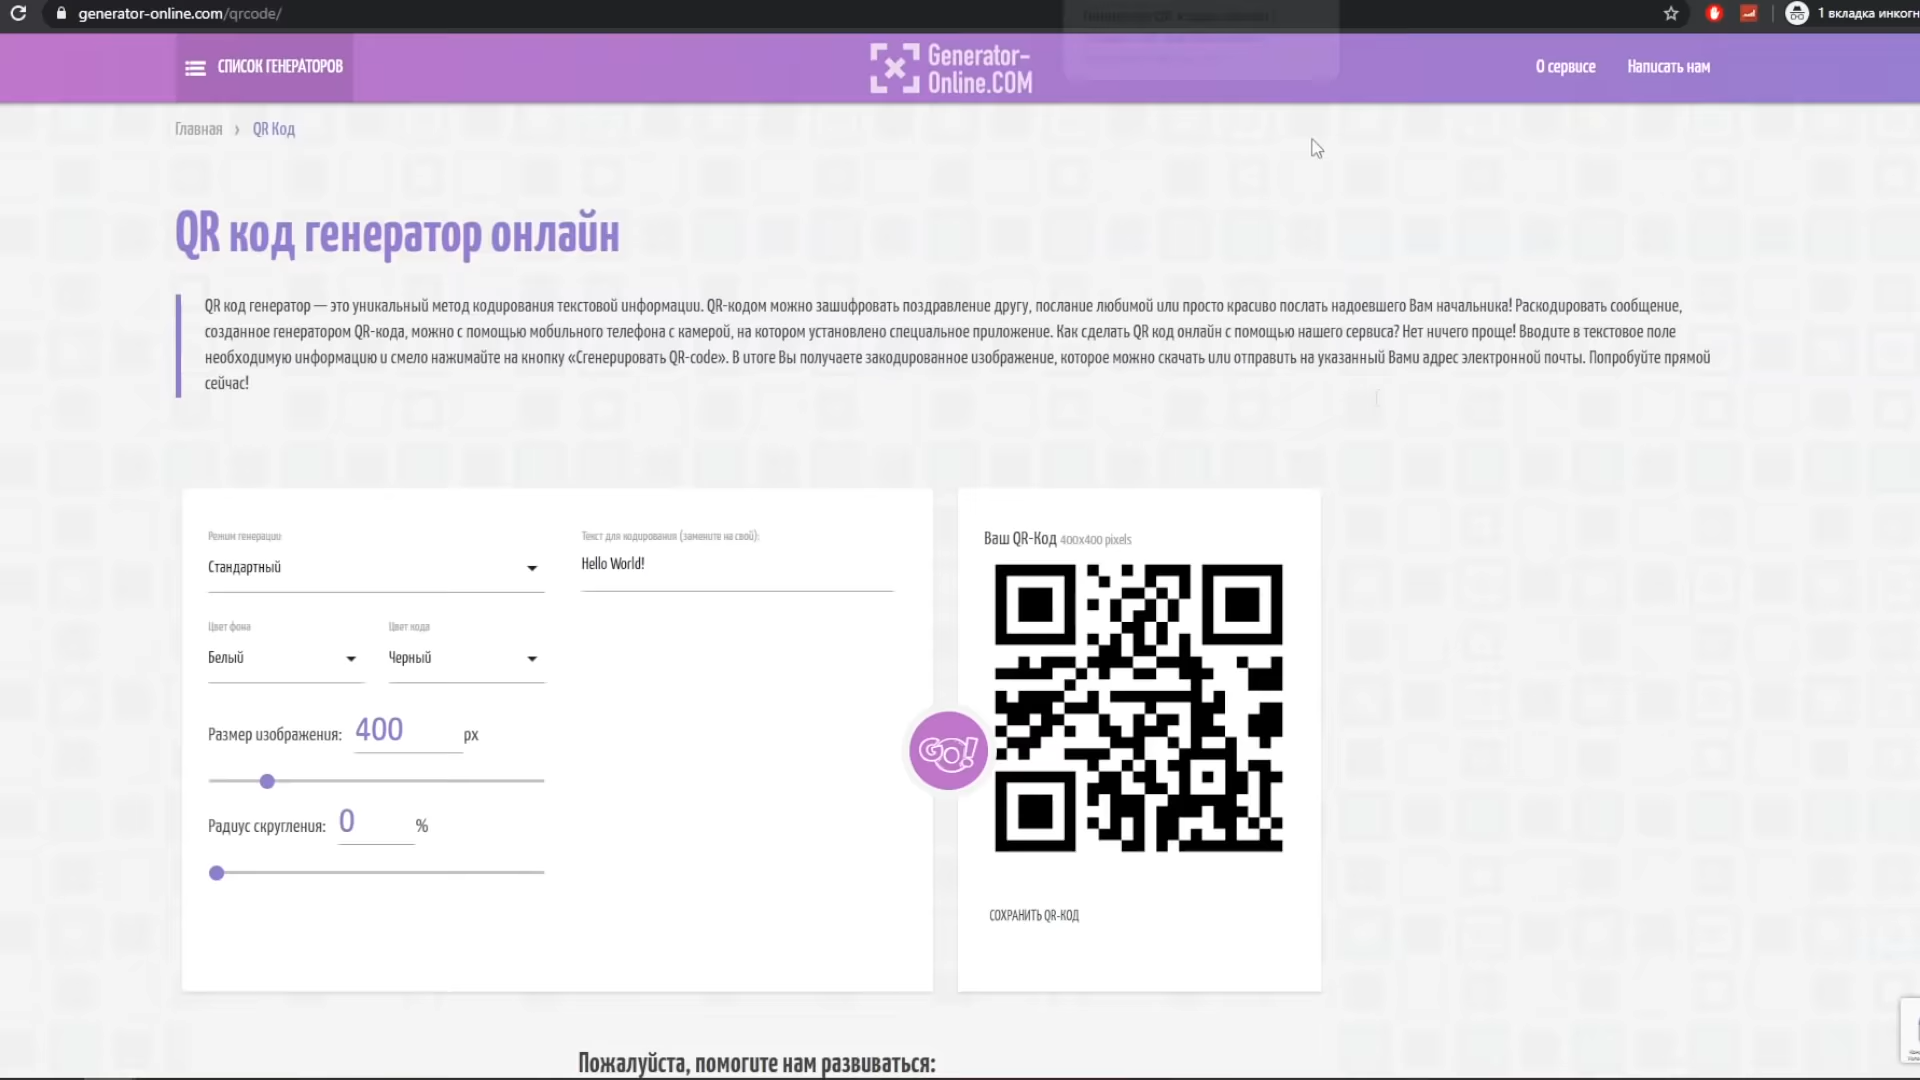 generator-online.com/qrcode/
1 вкладка инкогн
СПИСОК ГЕНЕРАТОРОВ
Generator-
Online.COM
О сервисе
Написать нам
Главная › QR Код
QR код генератор онлайн
QR код генератор — это уникальный метод кодирования текстовой информации. QR-кодом можно зашифровать поздравление другу, послание любимой или просто красиво послать надоевшего Вам начальника! Раскодировать сообщение,
созданное генератором QR-кода, можно с помощью мобильного телефона с камерой, на котором установлено специальное приложение. Как сделать QR код онлайн с помощью нашего сервиса? Нет ничего проще! Вводите в текстовое поле
необходимую информацию и смело нажимайте на кнопку «Сгенерировать QR-code». В итоге Вы получаете закодированное изображение, которое можно скачать или отправить на указанный Вами адрес электронной почты. Попробуйте прямой
сейчас!
Режим генерации
Стандартный
Текст для кодирования (замените на свой):
Hello World!
Цвет фона
Белый
Цвет кода
Черный
Размер изображения: 400 px
Радиус скругления: 0 %
GO!
Ваш QR-Код 400x400 pixels
СОХРАНИТЬ QR-КОД
Пожалуйста, помогите нам развиваться: